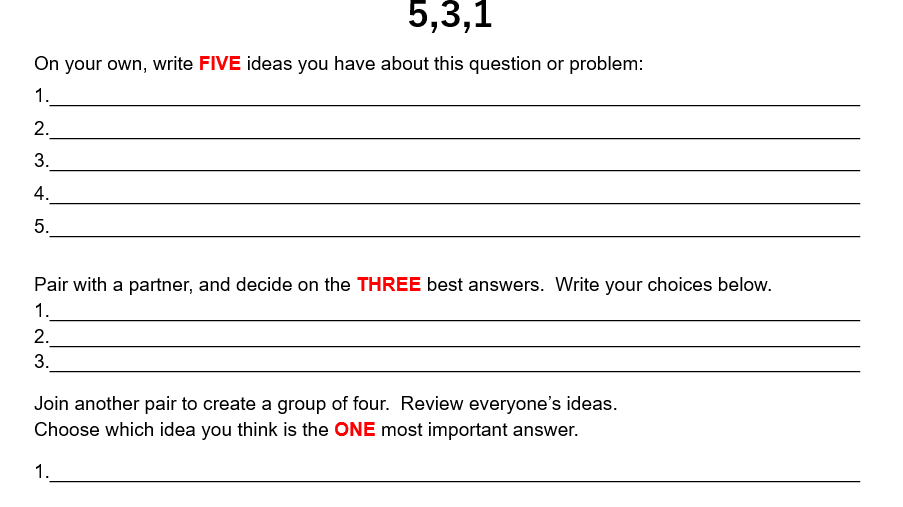 5,3,1
On your own, write FIVE ideas you have about this question or problem:
1.
2.
3.
4.
5.
Pair with a partner, and decide on the THREE best answers.  Write your choices below.
1.
2.
3.
Join another pair to create a group of four.  Review everyone’s ideas.
Choose which idea you think is the ONE most important answer.
1.